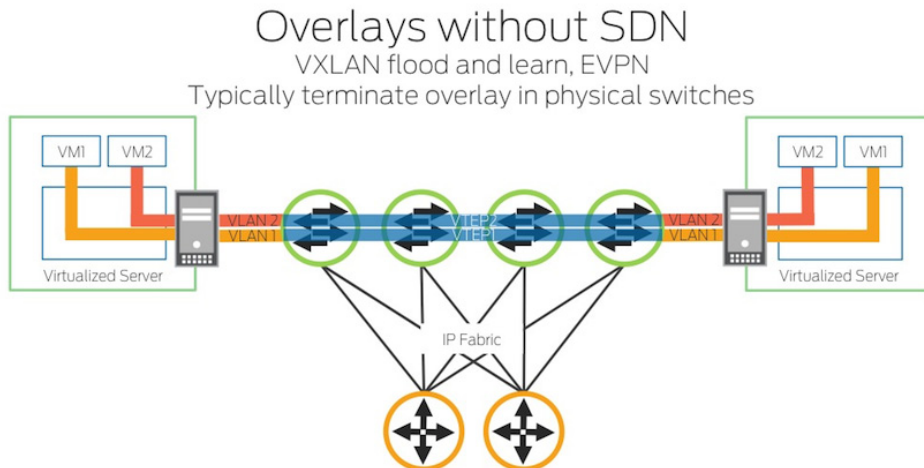 Overlays without SDN
VXLAN flood and learn, EVPN
Typically terminate overlay in physical switches
VM1 VM2
VM2 VM1
VLAN 2 VTEP2 VLAN 2
VLAN 1 VTEP1 VLAN 1
Virtualized Server
Virtualized Server
IP Fabric